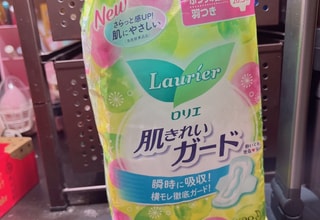 New
さらっと感UP!
肌にやさしい
羽つき
Laurier
ロリエ
肌きれい
ガード
瞬時に吸収!
横モレ徹底ガード!